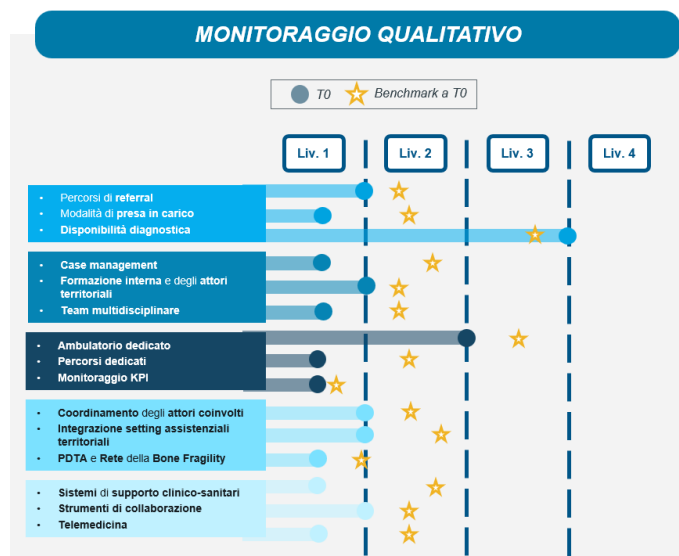 MONITORAGGIO QUALITATIVO
T0
Benchmark a T0
Liv. 1
Liv. 2
Liv. 3
Liv. 4
• Percorsi di referral
• Modalità di presa in carico
• Disponibilità diagnostica
• Case management
• Formazione interna e degli attori
territoriali
• Team multidisciplinare
• Ambulatorio dedicato
• Percorsi dedicati
• Monitoraggio KPI
• Coordinamento degli attori coinvolti
• Integrazione setting assistenziali
territoriali
• PDTA e Rete della Bone Fragility
• Sistemi di supporto clinico-sanitari
• Strumenti di collaborazione
• Telemedicina